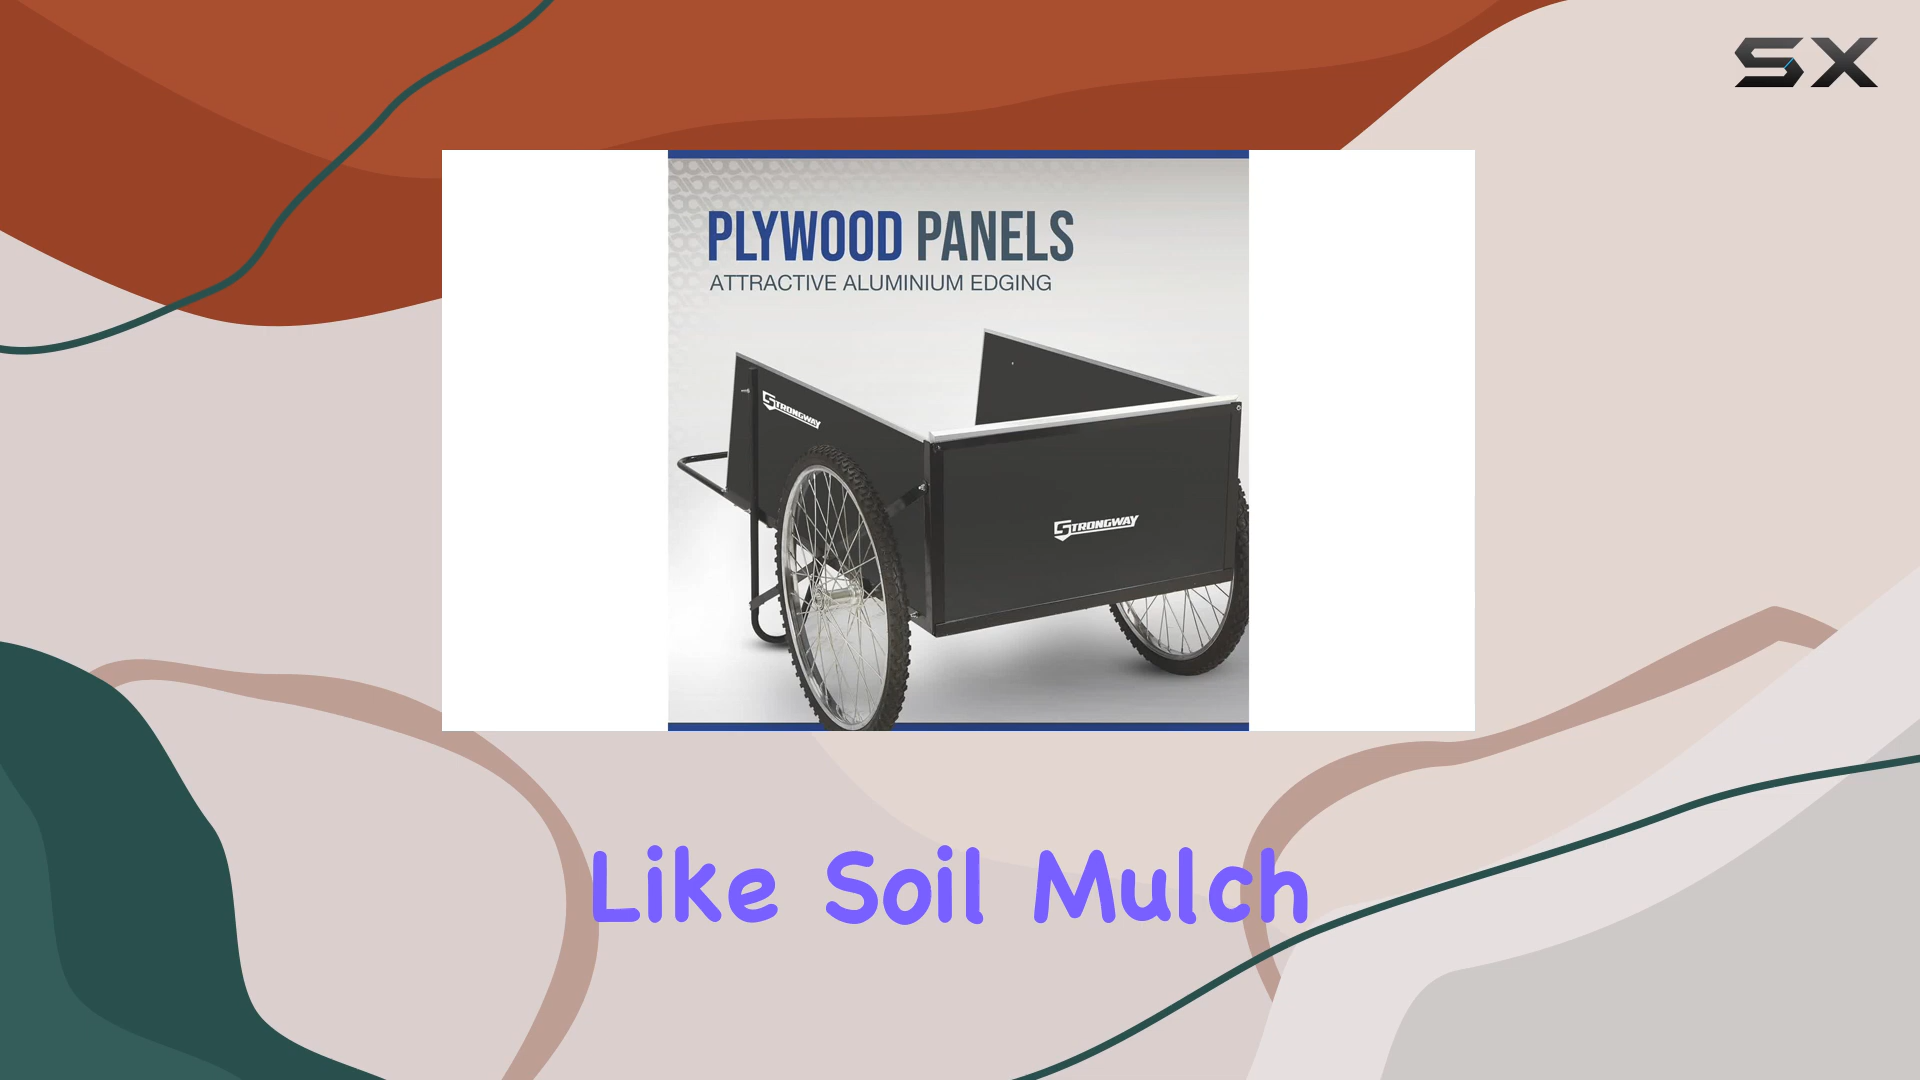 SX
PLYWOOD PANELS
ATTRACTIVE ALUMINIUM EDGING
STRONGWAY
STRONGWAY
Like Soil Mulch